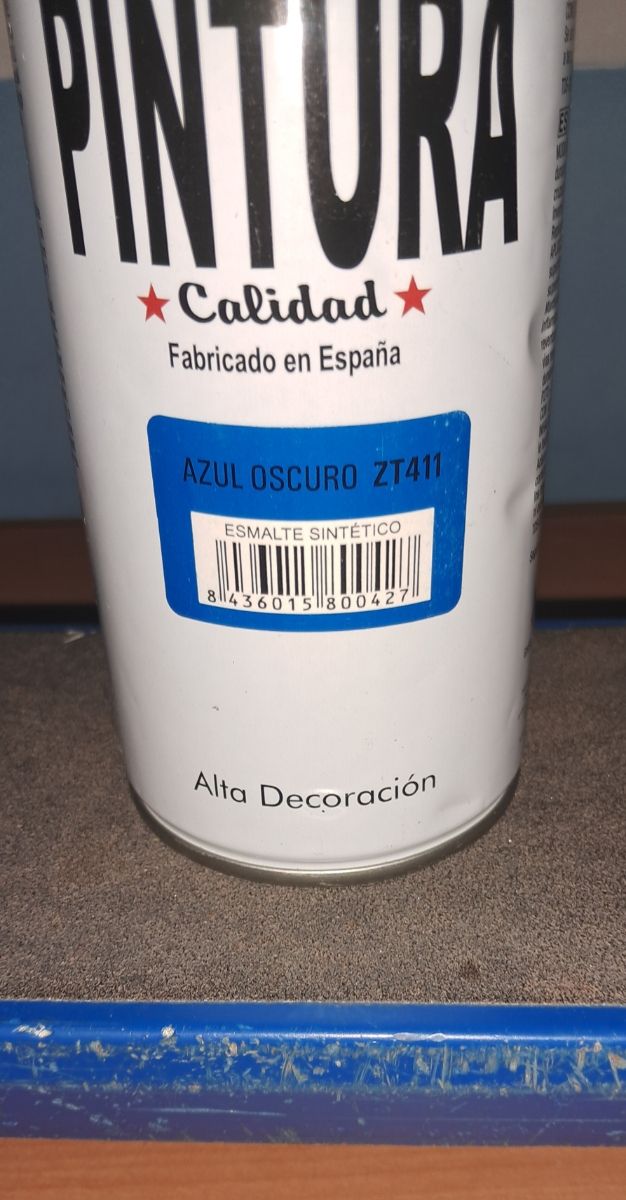 PINTURA
Calidad
Fabricado en España
AZUL OSCURO ZT411
ESMALTE SINTÉTICO
8 436015 800427
Alta Decoración